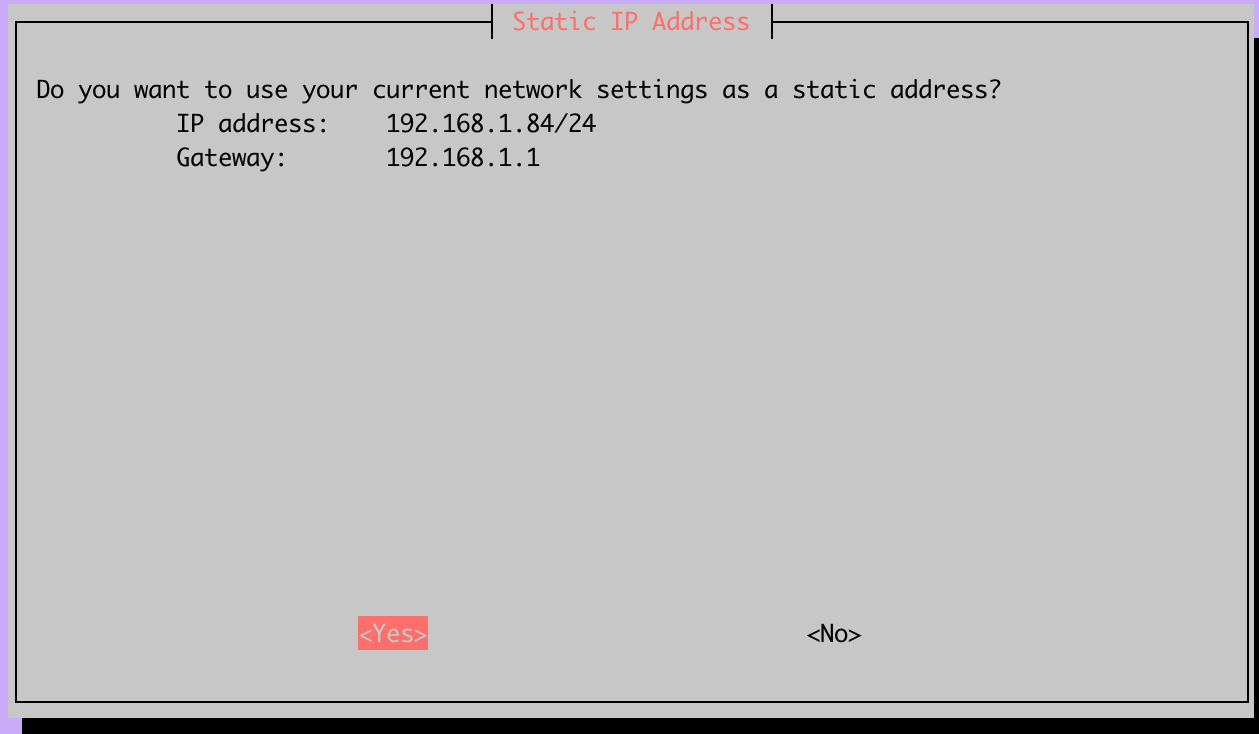 Static IP Address
Do you want to use your current network settings as a static address?
IP address:    192.168.1.84/24
Gateway:       192.168.1.1
<Yes>
<No>